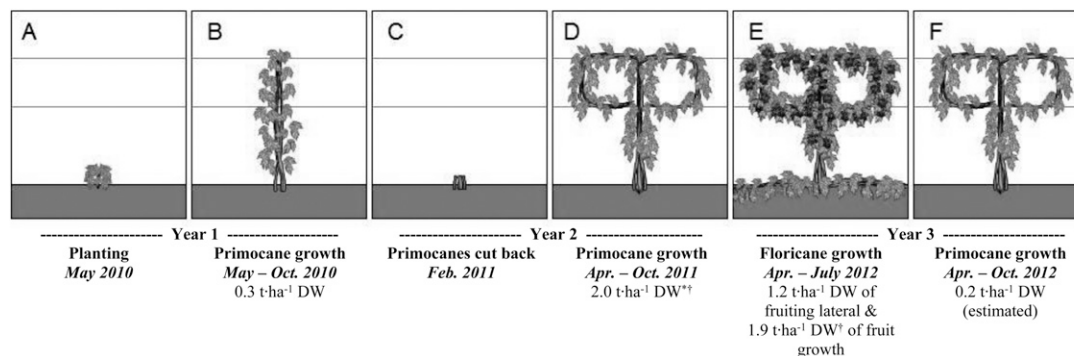 A B C D E F
---------------------- Year 1 ---------------------- ---------------------- Year 2 ---------------------- ---------------------- Year 3 ----------------------
Planting Primocane growth Primocanes cut back Primocane growth Floricane growth Primocane growth
May 2010 May – Oct. 2010 Feb. 2011 Apr. – Oct. 2011 Apr. – July 2012 Apr. – Oct. 2012
0.3 t·ha⁻¹ DW 2.0 t·ha⁻¹ DW*† 1.2 t·ha⁻¹ DW of 0.2 t·ha⁻¹ DW
fruiting lateral & (estimated)
1.9 t·ha⁻¹ DW† of fruit
growth